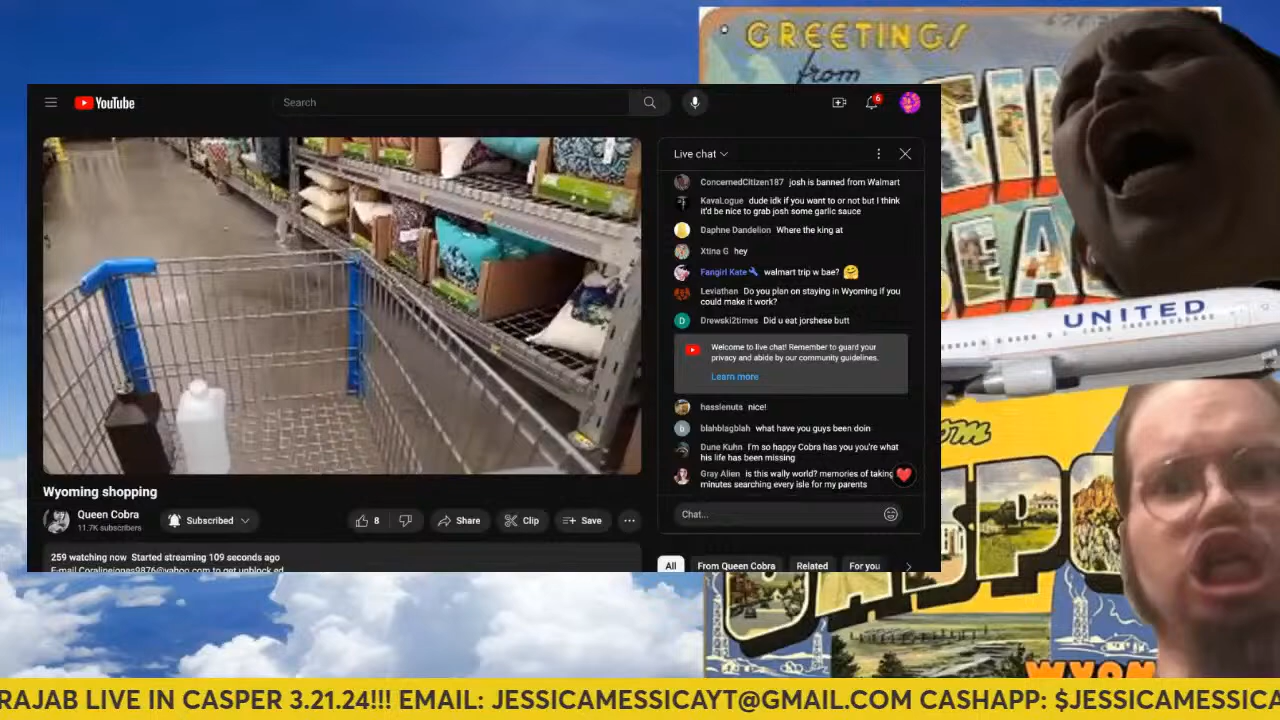 GREETINGS
from
UNITED
YouTube
Search
6
Live chat
ConcernedCitizen187 josh is banned from Walmart
KavaLogue dude idk if you want to or not but I think
it'd be nice to grab josh some garlic sauce
Daphne Dandelion Where the king at
Xtina G hey
Fangirl Kate walmart trip w bae? 🤗
Leviathan Do you plan on staying in Wyoming if you
could make it work?
D
Drewski2times Did u eat jorshese butt
Welcome to live chat! Remember to guard your
privacy and abide by our community guidelines.
Learn more
hasslenuts nice!
b
blahblagblah what have you guys been doin
Dune Kuhn I'm so happy Cobra has you you're what
his life has been missing
Gray Alien is this wally world? memories of taking
minutes searching every isle for my parents
Chat...
Wyoming shopping
Queen Cobra
11.7K subscribers
Subscribed
8
Share
Clip
Save
259 watching now Started streaming 109 seconds ago
E-mail Coralinejones9876@yahoo.com to get unblock ed
All
From Queen Cobra
Related
For you
RAJAB LIVE IN CASPER 3.21.24!!! EMAIL: JESSICAMESSICAYT@GMAIL.COM CASHAPP: $JESSICAMESSICA